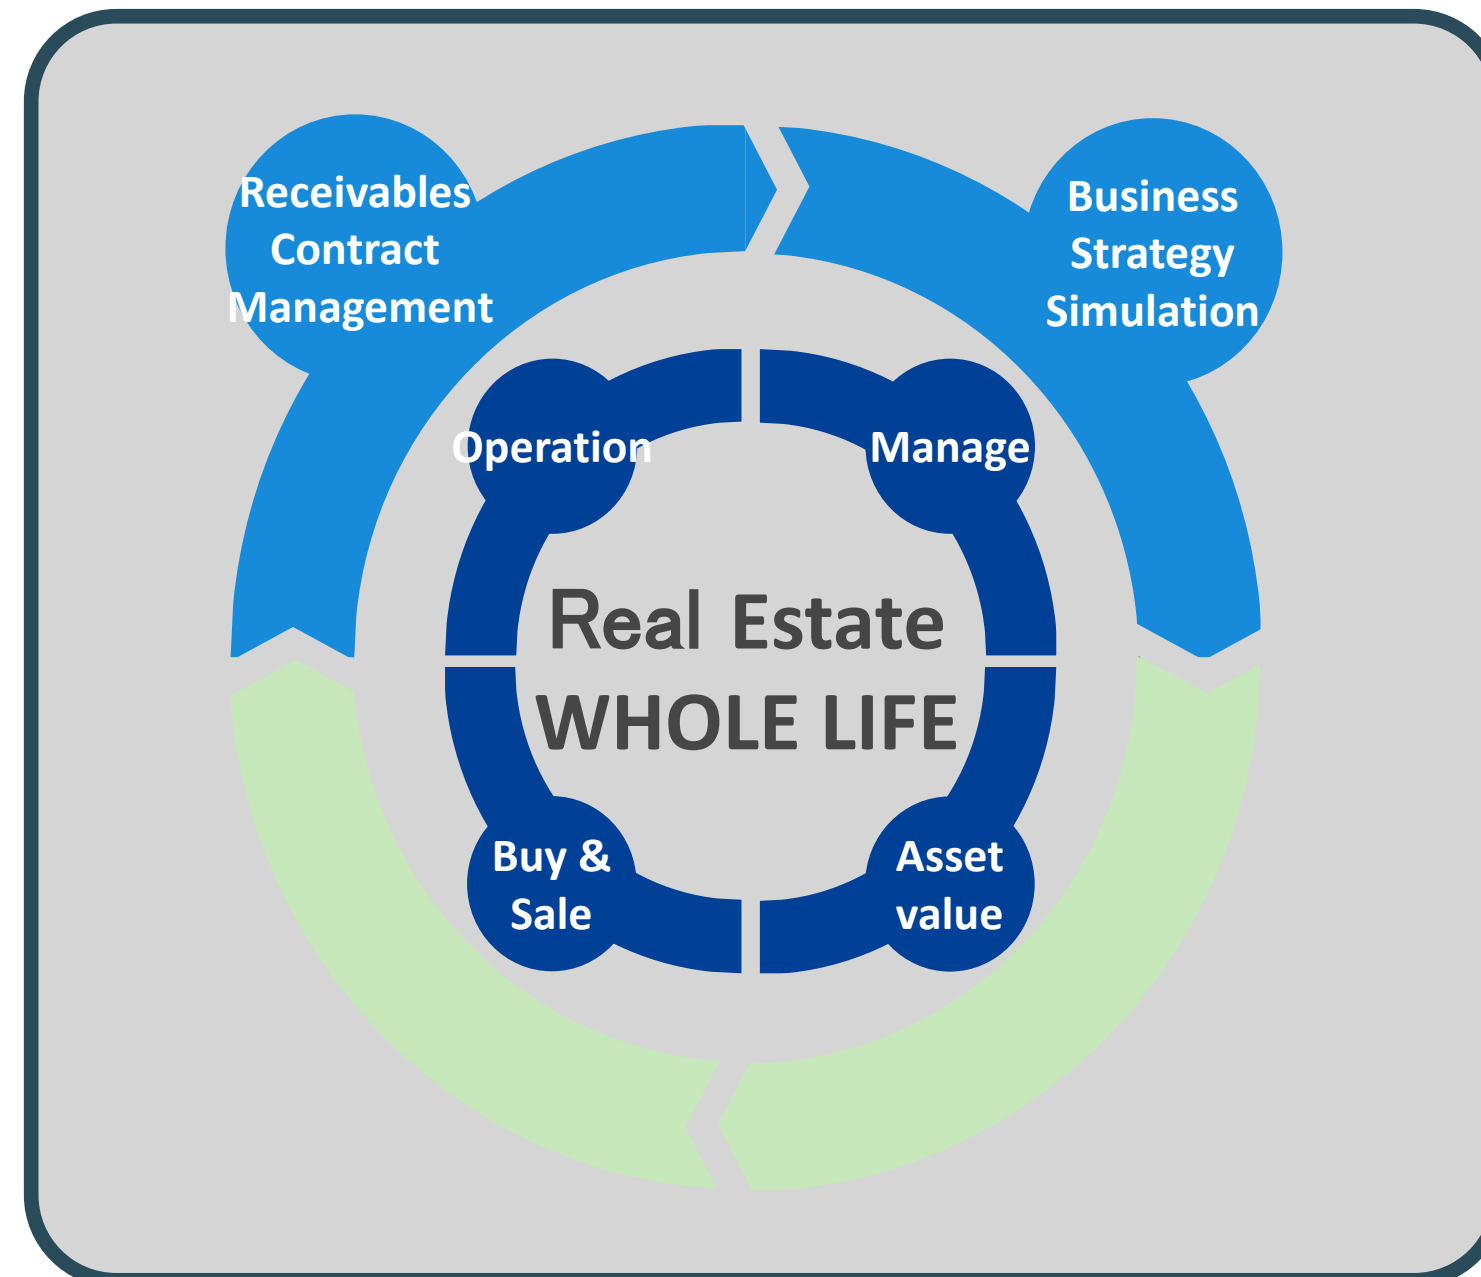 Receivables
Contract
Management
Business
Strategy
Simulation
Operation
Manage
Real Estate
WHOLE LIFE
Buy &
Sale
Asset
value